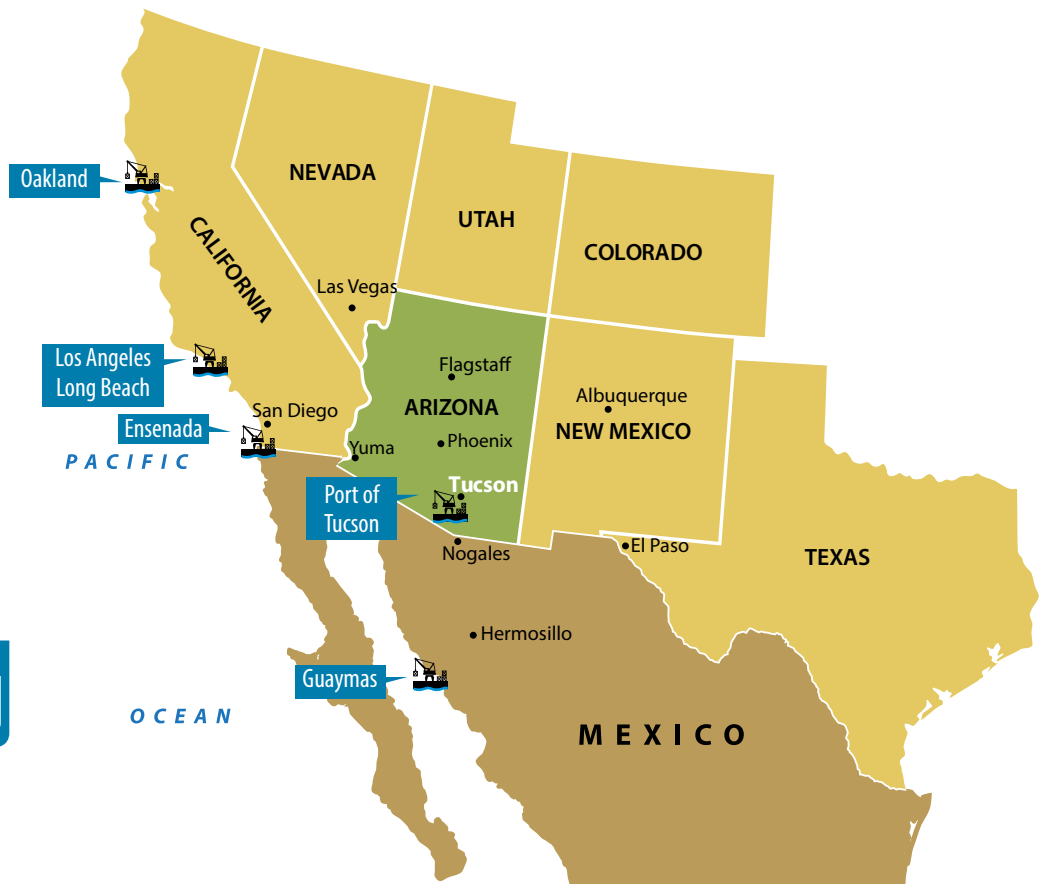 Oakland
NEVADA
UTAH
COLORADO
CALIFORNIA
Las Vegas
Los Angeles
Long Beach
Flagstaff
ARIZONA
Albuquerque
NEW MEXICO
San Diego
Ensenada
Phoenix
Yuma
PACIFIC
Tucson
Port of
Tucson
Nogales
El Paso
TEXAS
Hermosillo
Guaymas
OCEAN
MEXICO